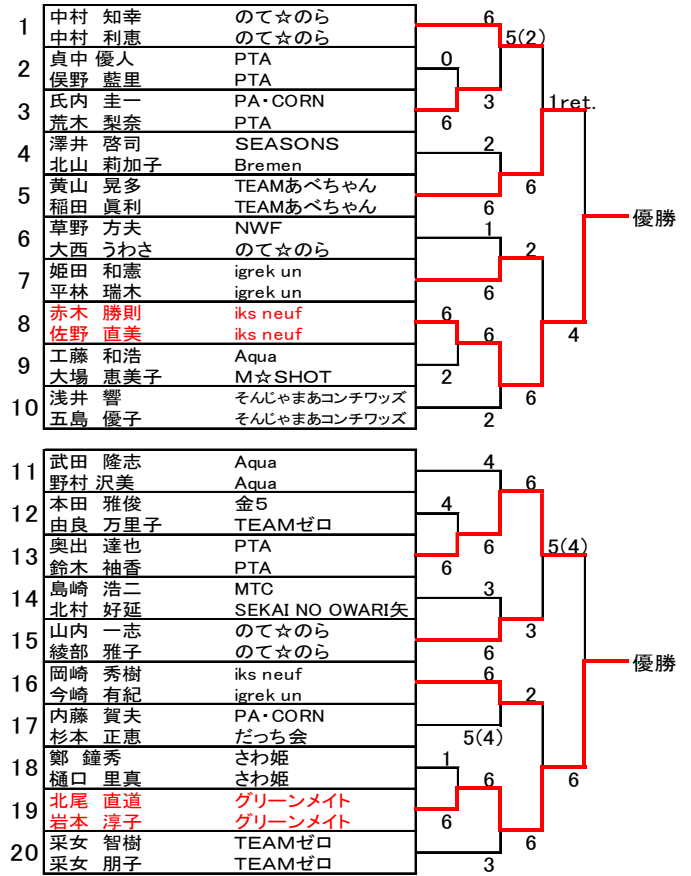 1 中村 知幸 のて☆のら
中村 利恵 のて☆のら
2 貞中 優人 PTA
俣野 藍里 PTA
3 氏内 圭一 PA・CORN
荒木 梨奈 PTA
4 澤井 啓司 SEASONS
北山 莉加子 Bremen
5 黄山 晃多 TEAMあべちゃん
稲田 眞利 TEAMあべちゃん
6 草野 方夫 NWF
大西 うわさ のて☆のら
7 姫田 和憲 igrek un
平林 瑞木 igrek un
8 赤木 勝則 iks neuf
佐野 直美 iks neuf
9 工藤 和浩 Aqua
大場 恵美子 M☆SHOT
10 浅井 響 そんじゃまあコンチワッズ
五島 優子 そんじゃまあコンチワッズ
6
5(2)
0
3
6
1ret.
2
6
6
優勝
1
2
6
6
6
4
2
6
2
11 武田 隆志 Aqua
野村 沢美 Aqua
12 本田 雅俊 金5
由良 万里子 TEAMゼロ
13 奥出 達也 PTA
鈴木 袖香 PTA
14 島崎 浩二 MTC
北村 好延 SEKAI NO OWARI矢
15 山内 一志 のて☆のら
綾部 雅子 のて☆のら
16 岡崎 秀樹 iks neuf
今崎 有紀 igrek un
17 内藤 賀夫 PA・CORN
杉本 正恵 だっち会
18 鄭 鐘秀 さわ姫
樋口 里真 さわ姫
19 北尾 直道 グリーンメイト
岩本 淳子 グリーンメイト
20 采女 智樹 TEAMゼロ
采女 朋子 TEAMゼロ
4
6
4
6
5(4)
6
3
3
6
優勝
6
2
5(4)
1
6
6
6
6
3